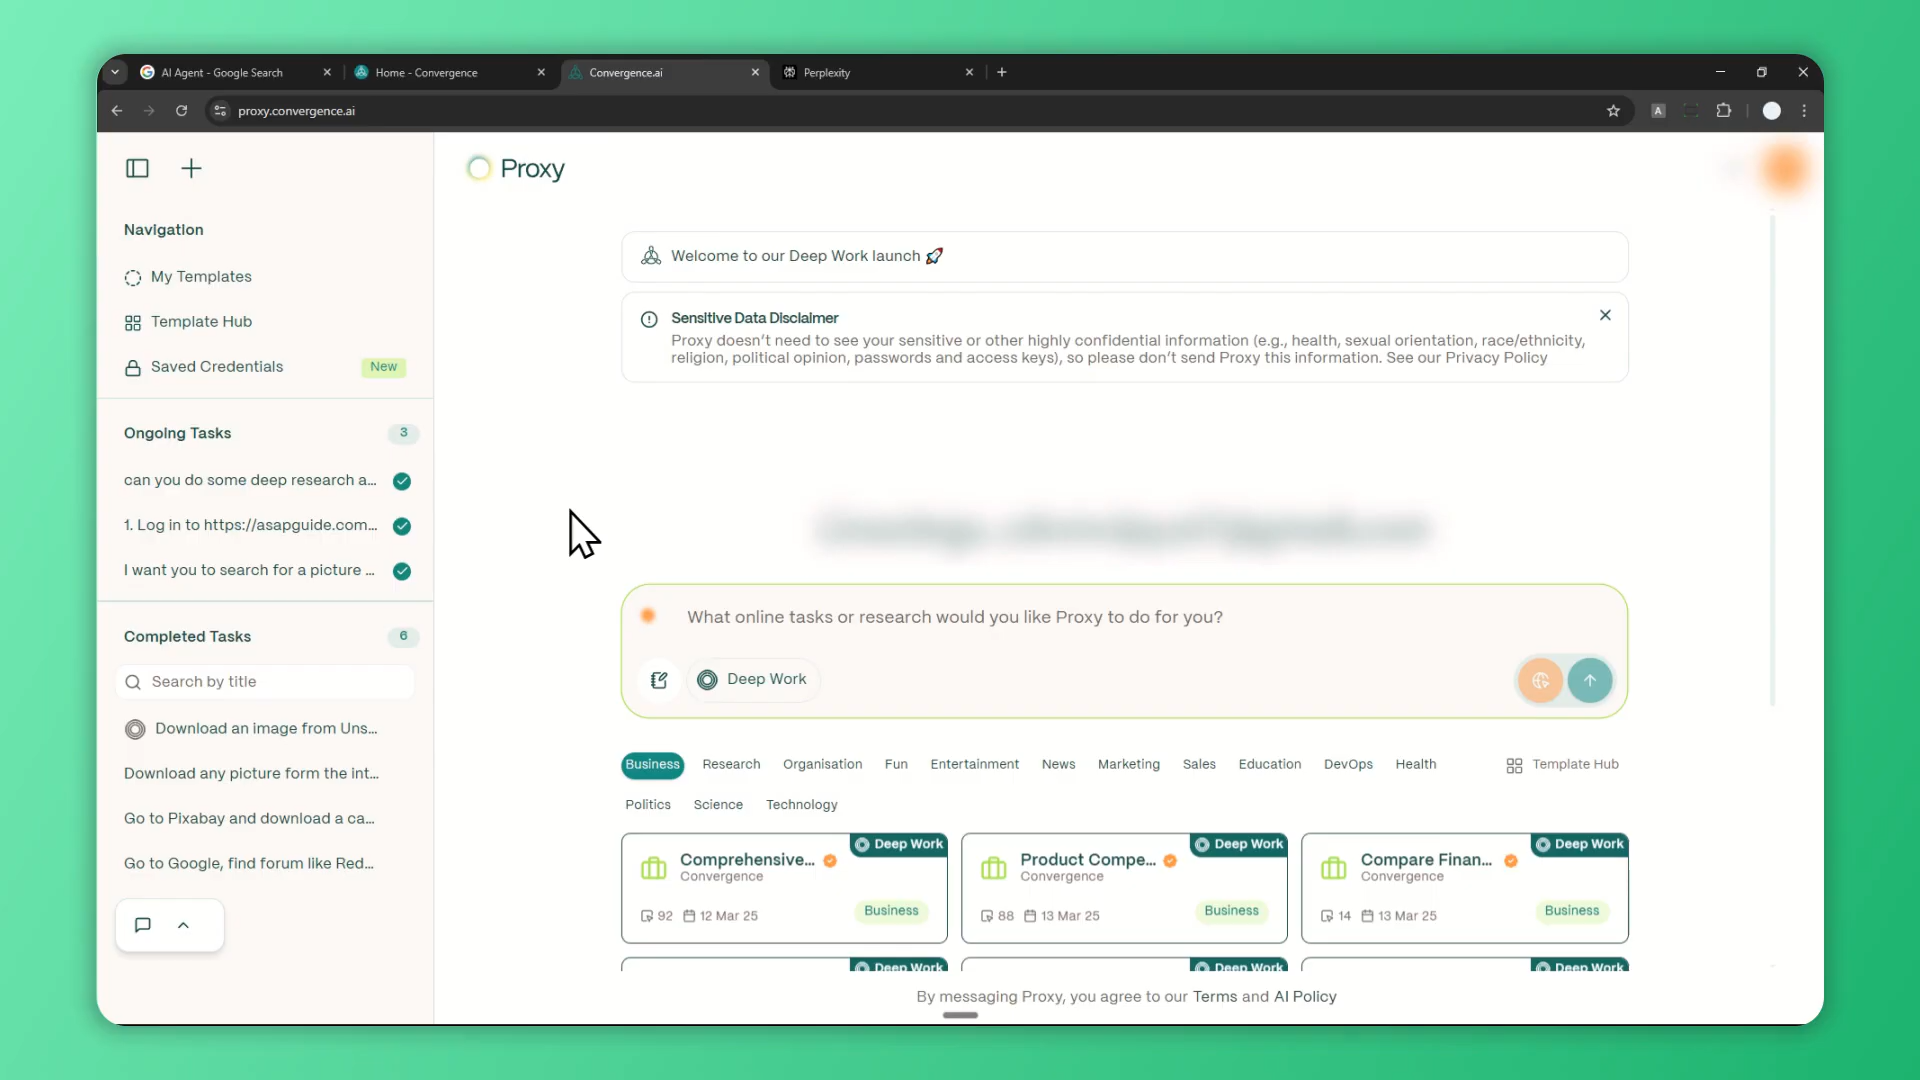 AI Agent - Google Search
Home - Convergence
Convergence.ai
Perplexity
proxy.convergence.ai
A
Proxy
Navigation
My Templates
Template Hub
Saved Credentials
New
Ongoing Tasks
3
can you do some deep research a...
1. Log in to https://asapguide.com...
I want you to search for a picture ...
Completed Tasks
6
Search by title
Download an image from Uns...
Download any picture form the int...
Go to Pixabay and download a ca...
Go to Google, find forum like Red...
Welcome to our Deep Work launch 🚀
Sensitive Data Disclaimer
Proxy doesn't need to see your sensitive or other highly confidential information (e.g., health, sexual orientation, race/ethnicity,
religion, political opinion, passwords and access keys), so please don't send Proxy this information. See our Privacy Policy
What online tasks or research would you like Proxy to do for you?
Deep Work
Business Research Organisation Fun Entertainment News Marketing Sales Education DevOps Health
Template Hub
Politics Science Technology
Deep Work
Comprehensive...
Convergence
92 12 Mar 25
Business
Deep Work
Product Compe...
Convergence
88 13 Mar 25
Business
Deep Work
Compare Finan...
Convergence
14 13 Mar 25
Business
Deep Work
Deep Work
Deep Work
By messaging Proxy, you agree to our Terms and AI Policy